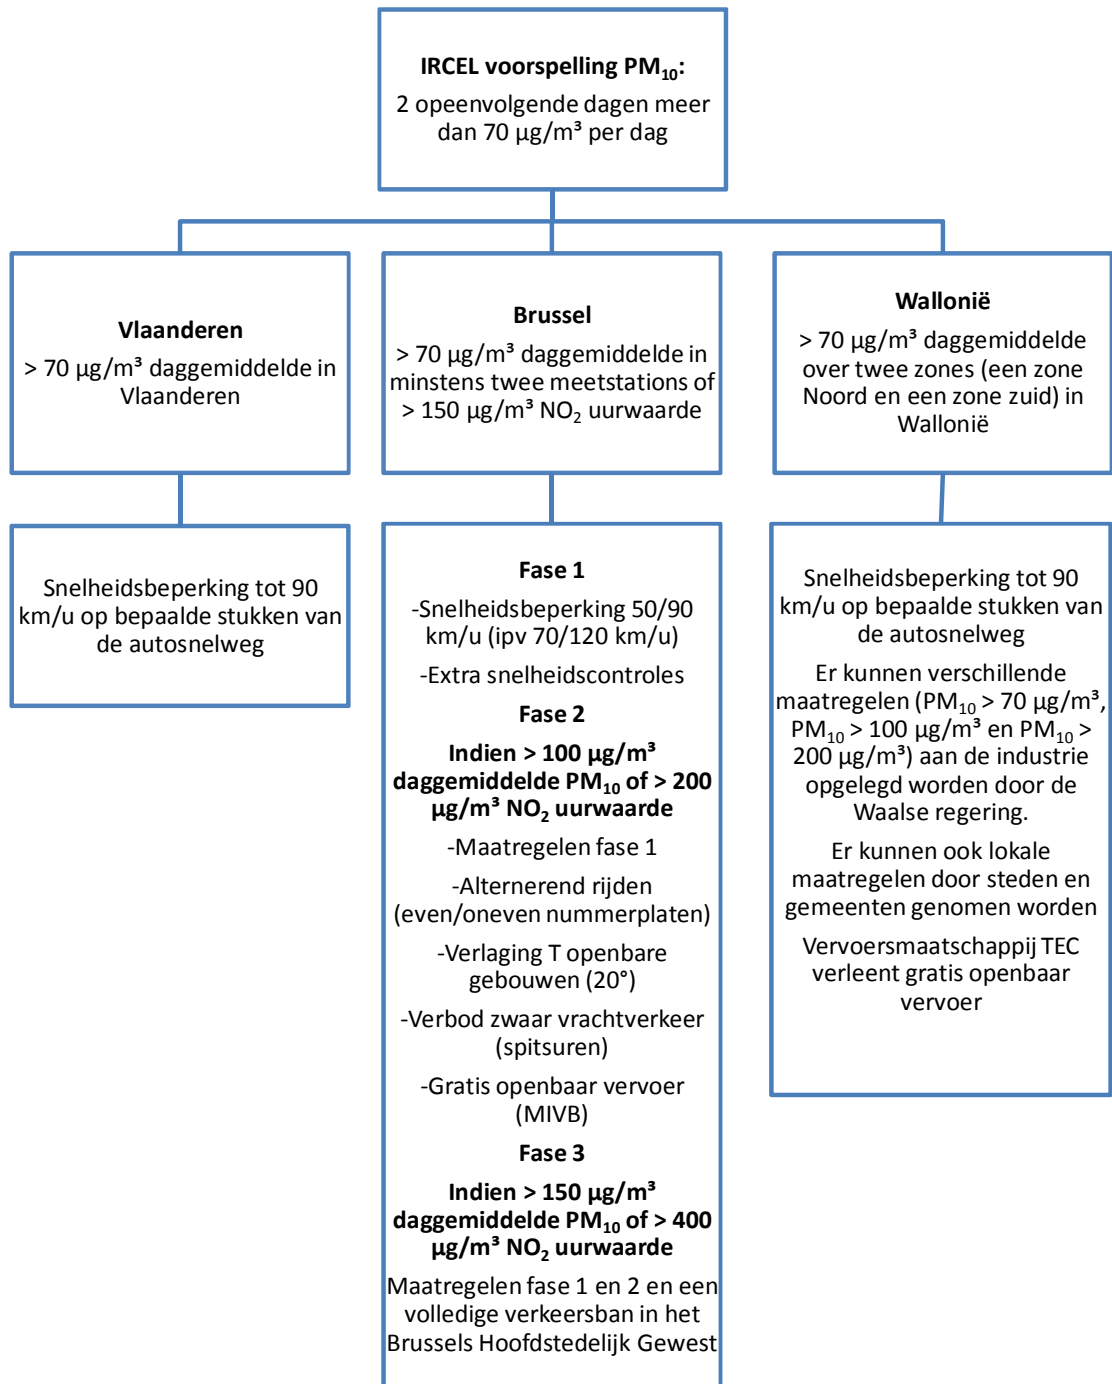 IRCEL voorspelling PM₁₀:
2 opeenvolgende dagen meer
dan 70 µg/m³ per dag
Vlaanderen
> 70 µg/m³ daggemiddelde in
Vlaanderen
Brussel
> 70 µg/m³ daggemiddelde in
minstens twee meetstations of
> 150 µg/m³ NO₂ uurwaarde
Wallonië
> 70 µg/m³ daggemiddelde
over twee zones (een zone
Noord en een zone zuid) in
Wallonië
Snelheidsbeperking tot 90
km/u op bepaalde stukken van
de autosnelweg
Fase 1
-Snelheidsbeperking 50/90
km/u (ipv 70/120 km/u)
-Extra snelheidscontroles
Fase 2
Indien > 100 µg/m³
daggemiddelde PM₁₀ of > 200
µg/m³ NO₂ uurwaarde
-Maatregelen fase 1
-Alternerend rijden
(even/oneven nummerplaten)
-Verlaging T openbare
gebouwen (20°)
-Verbod zwaar vrachtverkeer
(spitsuren)
-Gratis openbaar vervoer
(MIVB)
Fase 3
Indien > 150 µg/m³
daggemiddelde PM₁₀ of > 400
µg/m³ NO₂ uurwaarde
Maatregelen fase 1 en 2 en een
volledige verkeersban in het
Brussels Hoofdstedelijk Gewest
Snelheidsbeperking tot 90
km/u op bepaalde stukken van
de autosnelweg
Er kunnen verschillende
maatregelen (PM₁₀ > 70 µg/m³,
PM₁₀ > 100 µg/m³ en PM₁₀ >
200 µg/m³) aan de industrie
opgelegd worden door de
Waalse regering.
Er kunnen ook lokale
maatregelen door steden en
gemeenten genomen worden
Vervoersmaatschappij TEC
verleent gratis openbaar
vervoer